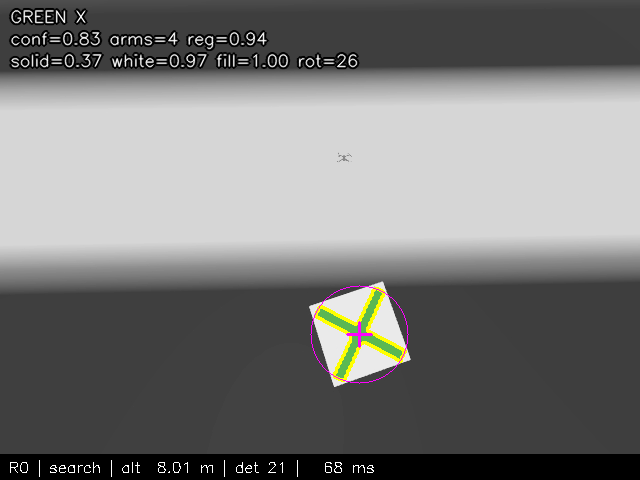 GREEN X
conf=0.83 arms=4 reg=0.94
solid=0.37 white=0.97 fill=1.00 rot=26
R0 | search | alt 8.01 m | det 21 | 68 ms